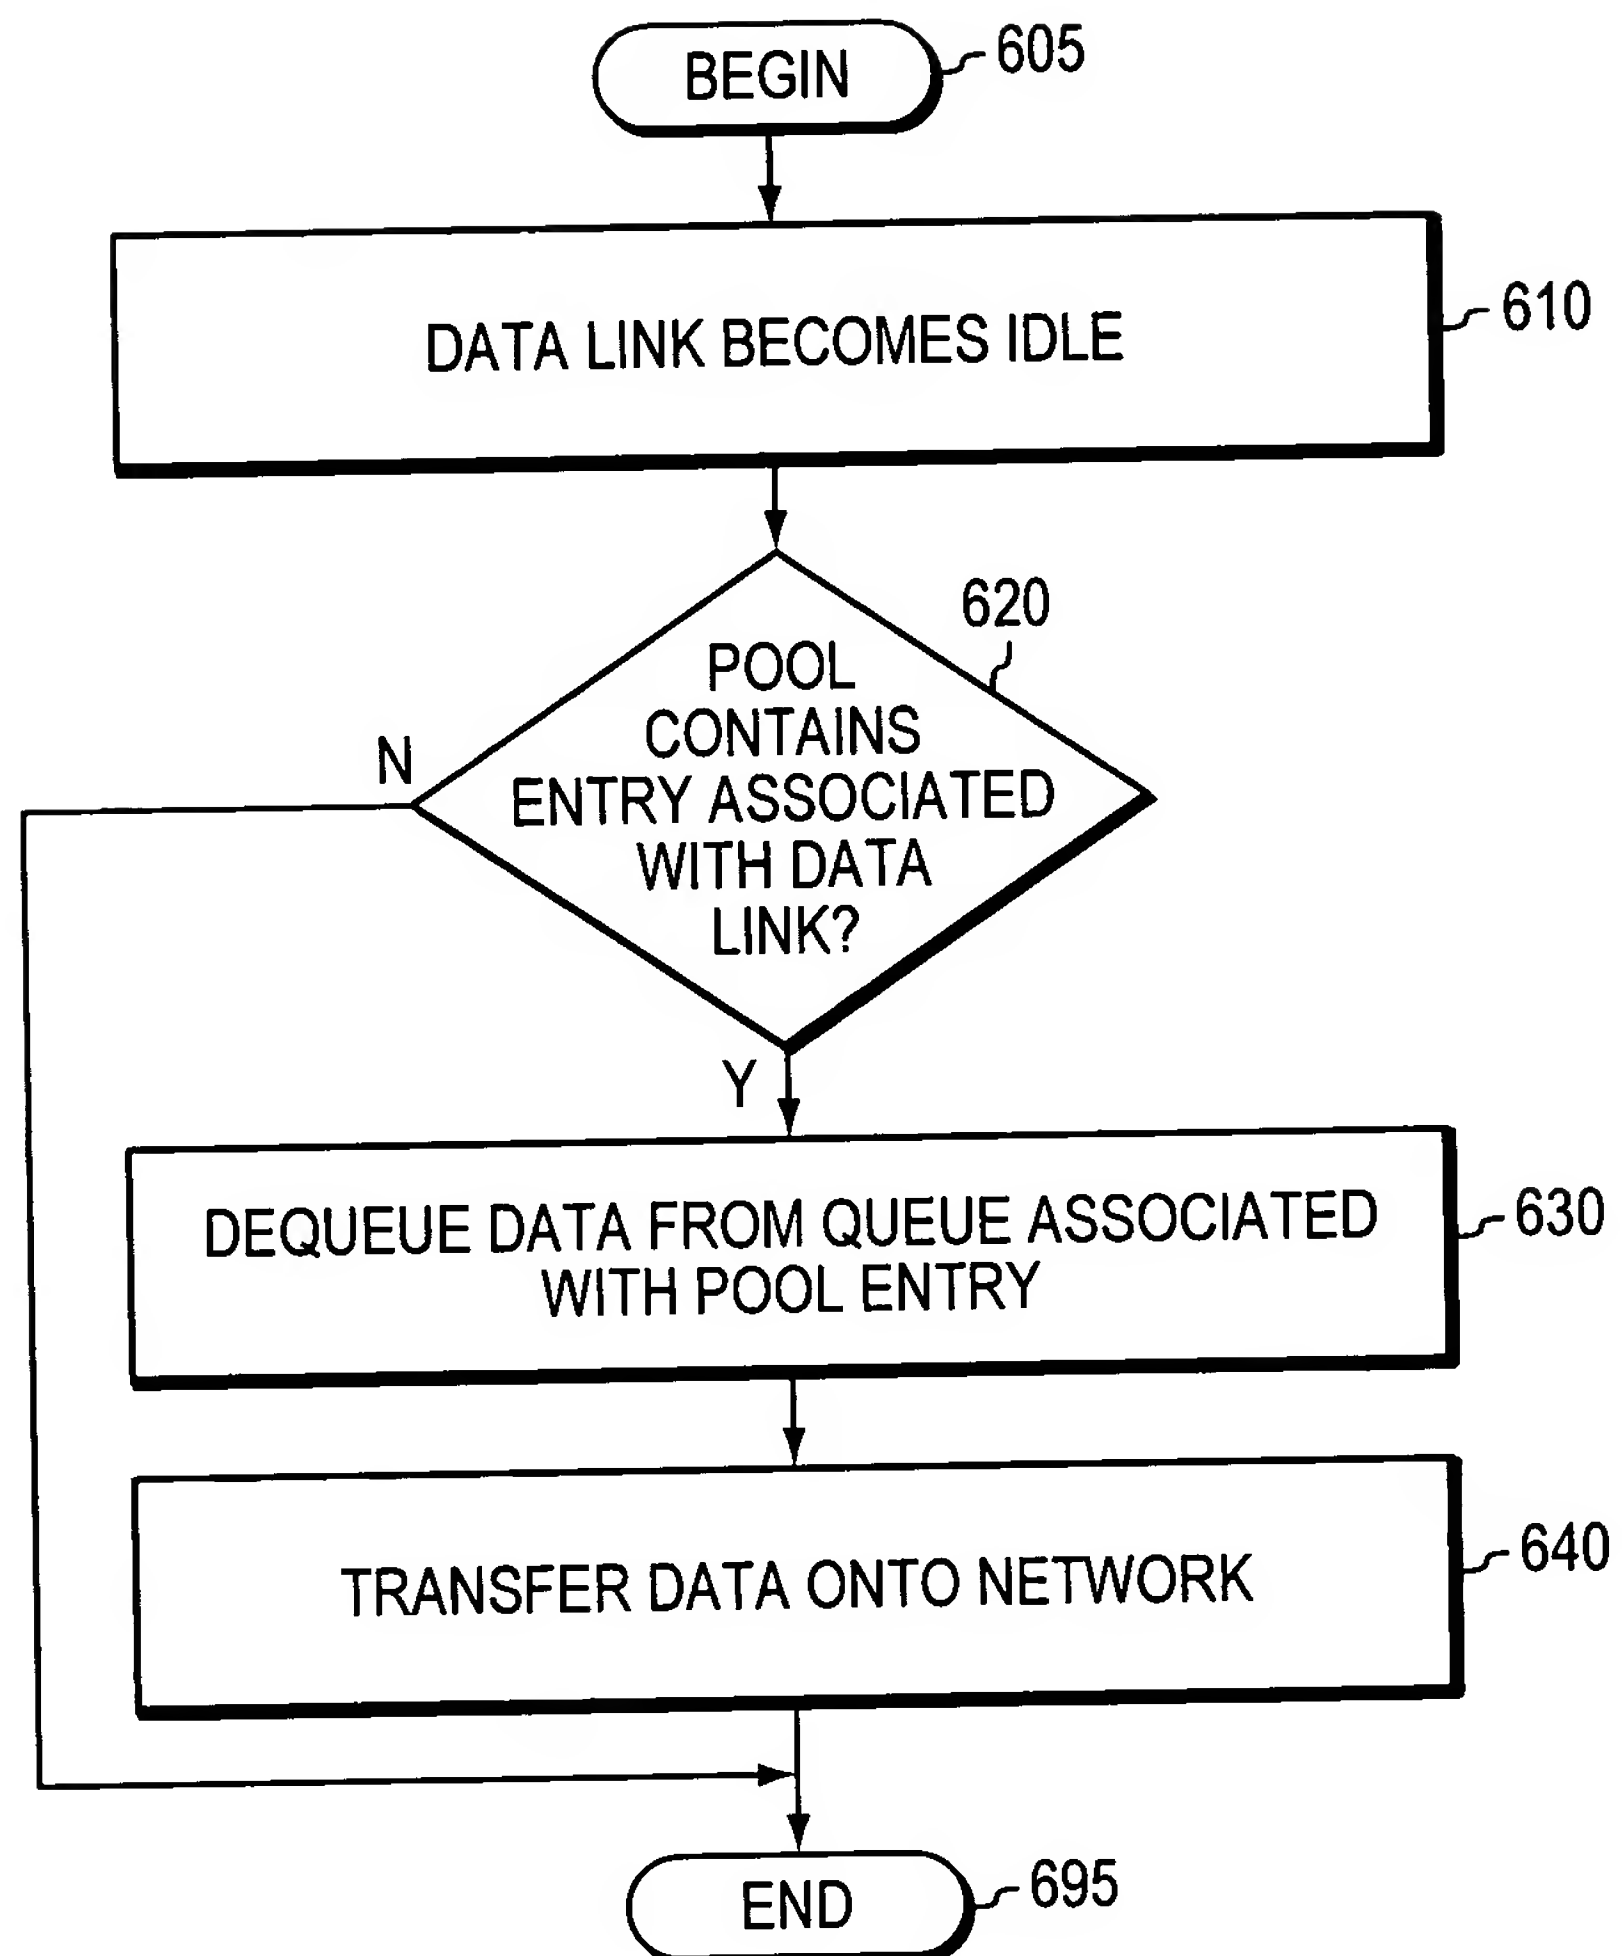 BEGIN
605
DATA LINK BECOMES IDLE
610
620
POOL
CONTAINS
ENTRY ASSOCIATED
WITH DATA
LINK?
N
Y
DEQUEUE DATA FROM QUEUE ASSOCIATED
WITH POOL ENTRY
630
TRANSFER DATA ONTO NETWORK
640
END
695